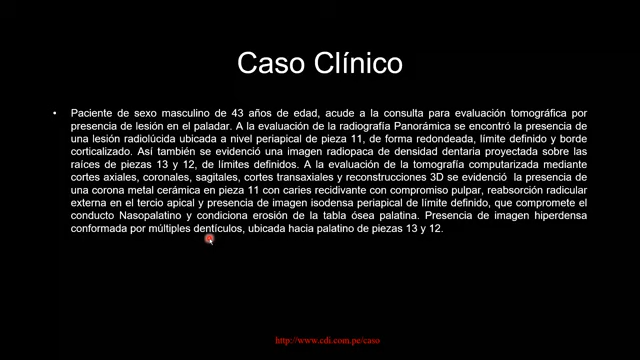 Caso Clínico
• Paciente de sexo masculino de 43 años de edad, acude a la consulta para evaluación tomográfica por
presencia de lesión en el paladar. A la evaluación de la radiografía Panorámica se encontró la presencia de
una lesión radiolúcida ubicada a nivel periapical de pieza 11, de forma redondeada, límite definido y borde
corticalizado. Así también se evidenció una imagen radiopaca de densidad dentaria proyectada sobre las
raíces de piezas 13 y 12, de límites definidos. A la evaluación de la tomografía computarizada mediante
cortes axiales, coronales, sagitales, cortes transaxiales y reconstrucciones 3D se evidenció la presencia de
una corona metal cerámica en pieza 11 con caries recidivante con compromiso pulpar, reabsorción radicular
externa en el tercio apical y presencia de imagen isodensa periapical de límite definido, que compromete el
conducto Nasopalatino y condiciona erosión de la tabla ósea palatina. Presencia de imagen hiperdensa
conformada por múltiples dentículos, ubicada hacia palatino de piezas 13 y 12.
http://www.cdi.com.pe/caso